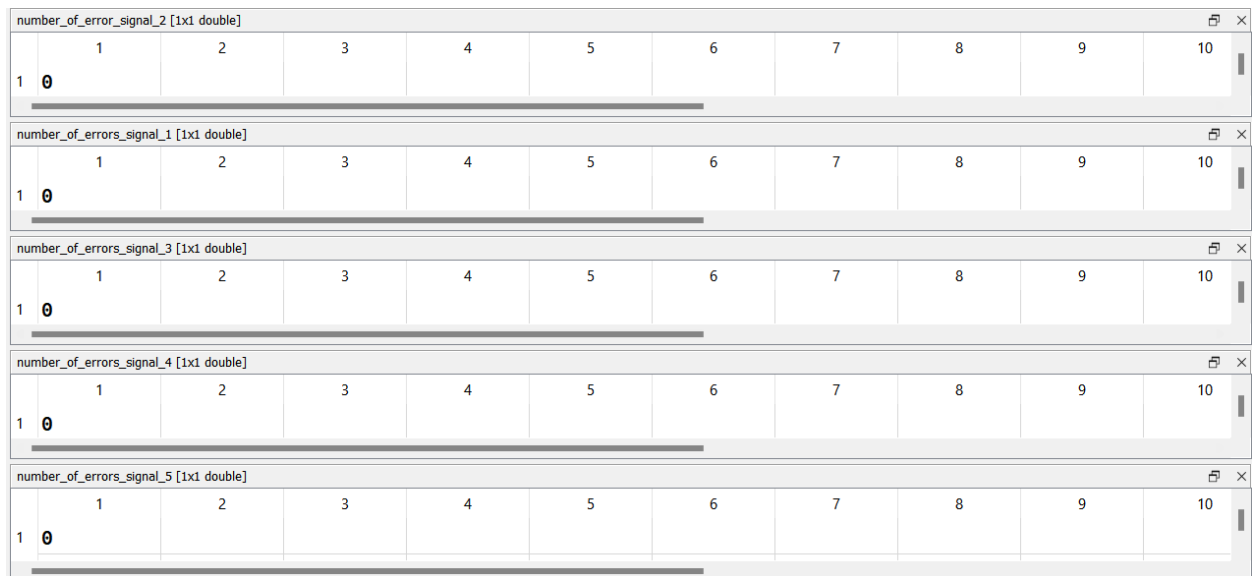 number_of_error_signal_2 [1x1 double]
1 2 3 4 5 6 7 8 9 10
1 0
number_of_errors_signal_1 [1x1 double]
1 2 3 4 5 6 7 8 9 10
1 0
number_of_errors_signal_3 [1x1 double]
1 2 3 4 5 6 7 8 9 10
1 0
number_of_errors_signal_4 [1x1 double]
1 2 3 4 5 6 7 8 9 10
1 0
number_of_errors_signal_5 [1x1 double]
1 2 3 4 5 6 7 8 9 10
1 0